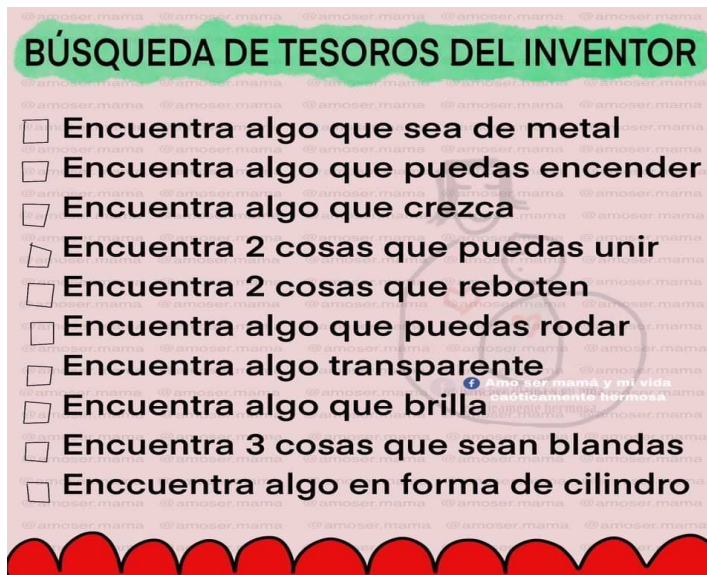 BÚSQUEDA DE TESOROS DEL INVENTOR
Encuentra algo que sea de metal
Encuentra algo que puedas encender
Encuentra algo que crezca
Encuentra 2 cosas que puedas unir
Encuentra 2 cosas que reboten
Encuentra algo que puedas rodar
Encuentra algo transparente
Amo ser mamá y mi vida
caóticamente hermosa
Encuentra algo que brilla
Encuentra 3 cosas que sean blandas
Enccuentra algo en forma de cilindro
@amoser.mama